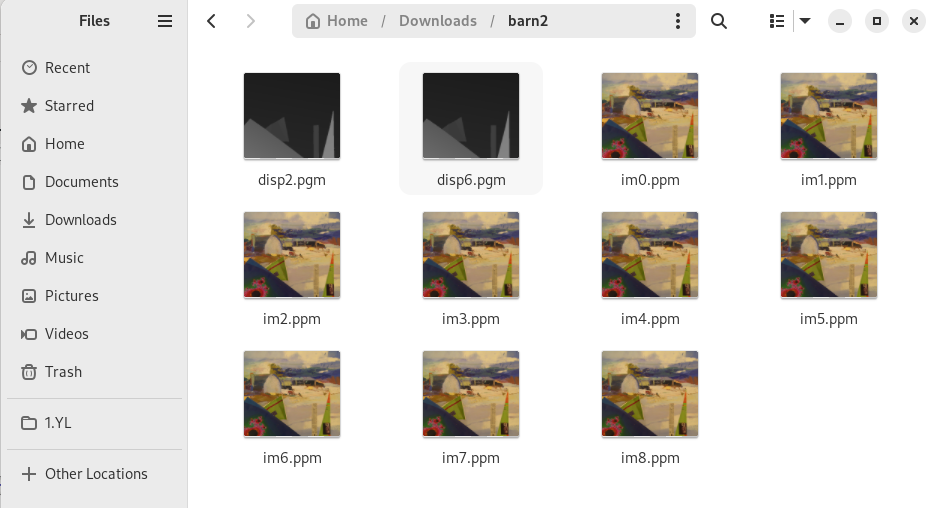 Files
Home / Downloads / barn2
Recent
Starred
Home
Documents
Downloads
Music
Pictures
Videos
Trash
1.YL
Other Locations
disp2.pgm
disp6.pgm
im0.ppm
im1.ppm
im2.ppm
im3.ppm
im4.ppm
im5.ppm
im6.ppm
im7.ppm
im8.ppm